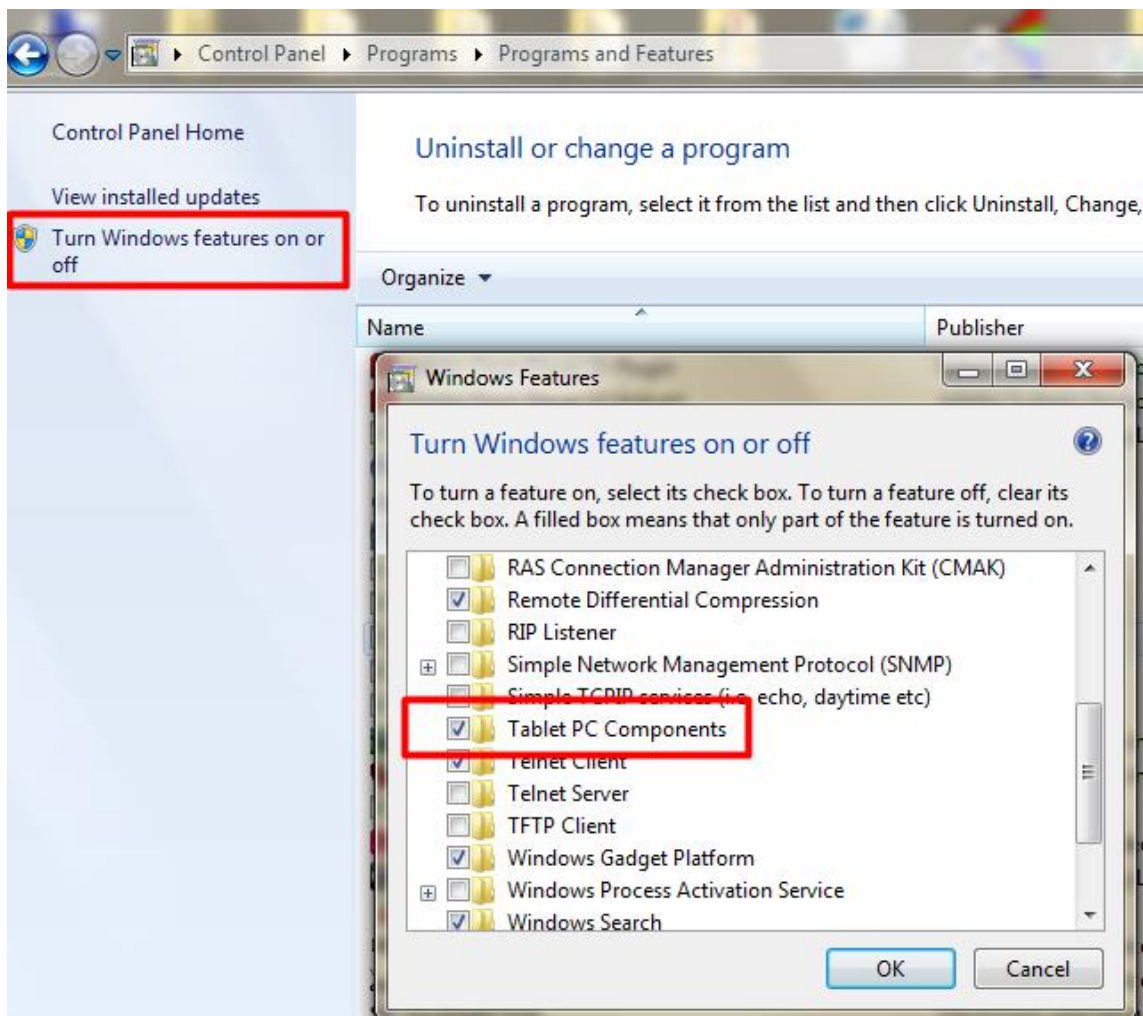 Control Panel ▸ Programs ▸ Programs and Features
Control Panel Home
View installed updates
Turn Windows features on or
off
Uninstall or change a program
To uninstall a program, select it from the list and then click Uninstall, Change,
Organize
Name
Publisher
Windows Features
Turn Windows features on or off
To turn a feature on, select its check box. To turn a feature off, clear its
check box. A filled box means that only part of the feature is turned on.
RAS Connection Manager Administration Kit (CMAK)
Remote Differential Compression
RIP Listener
Simple Network Management Protocol (SNMP)
Simple TCPIP services (i.e. echo, daytime etc)
Tablet PC Components
Telnet Client
Telnet Server
TFTP Client
Windows Gadget Platform
Windows Process Activation Service
Windows Search
OK
Cancel